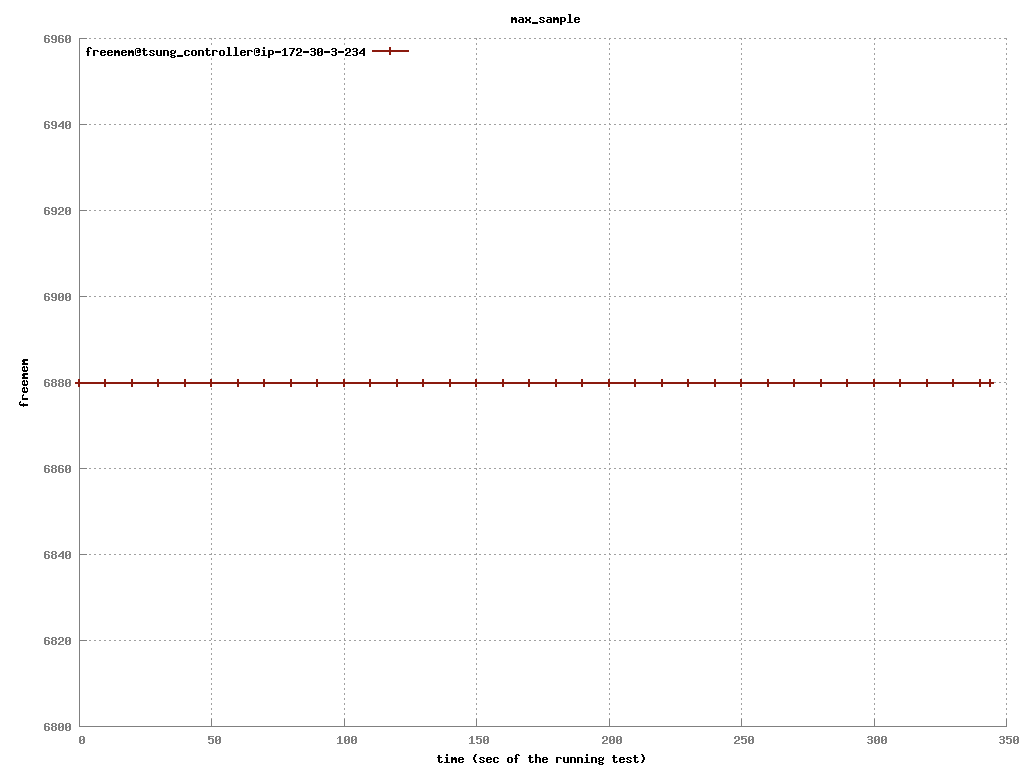 max_sample
freemem@tsung_controller@ip-172-30-3-234
6960
6940
6920
6900
6880
6860
6840
6820
6800
freemem
0 50 100 150 200 250 300 350
time (sec of the running test)